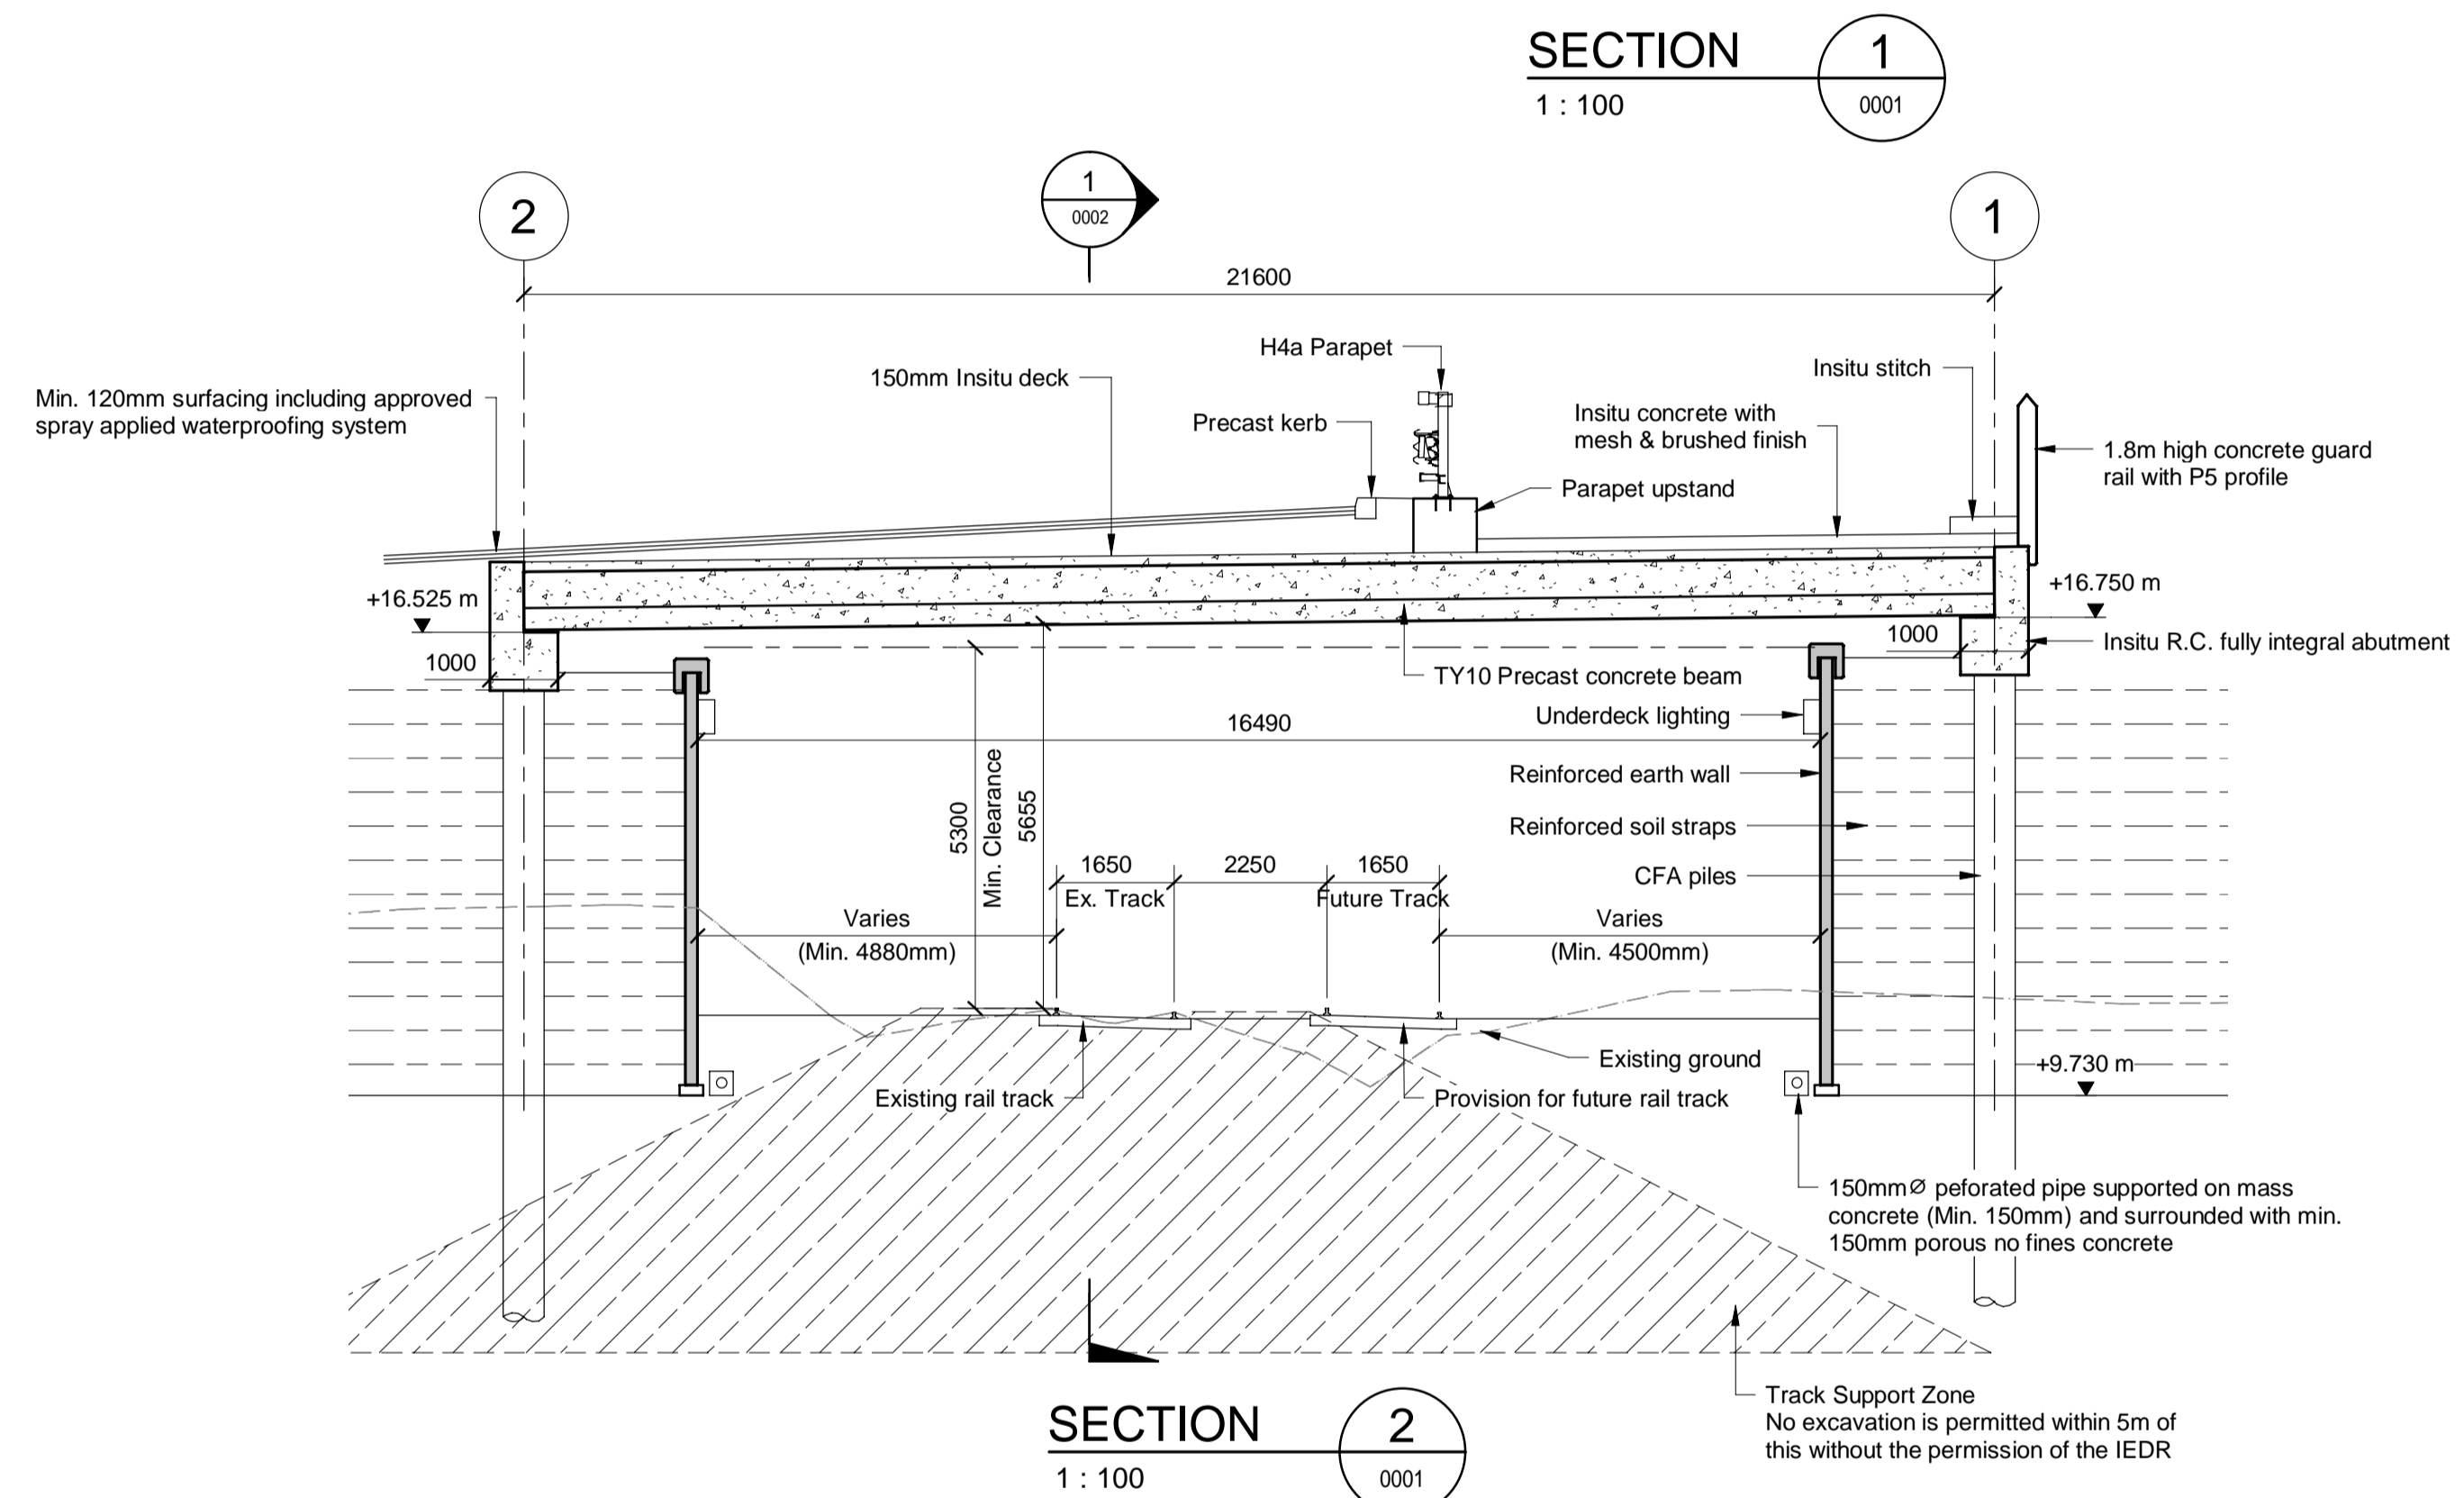 SECTION
1
1 : 100
0001
1
0002
2
1
21600
H4a Parapet
150mm Insitu deck
Insitu stitch
Min. 120mm surfacing including approved
spray applied waterproofing system
Precast kerb
Insitu concrete with
mesh & brushed finish
1.8m high concrete guard
rail with P5 profile
Parapet upstand
+16.525 m
+16.750 m
1000
1000
Insitu R.C. fully integral abutment
TY10 Precast concrete beam
16490
Underdeck lighting
Reinforced earth wall
5300
Min. Clearance
5655
Reinforced soil straps
1650
2250
1650
CFA piles
Ex. Track
Future Track
Varies
(Min. 4880mm)
Varies
(Min. 4500mm)
Existing ground
+9.730 m
Existing rail track
Provision for future rail track
150mmØ peforated pipe supported on mass
concrete (Min. 150mm) and surrounded with min.
150mm porous no fines concrete
Track Support Zone
No excavation is permitted within 5m of
this without the permission of the IEDR
SECTION
2
1 : 100
0001